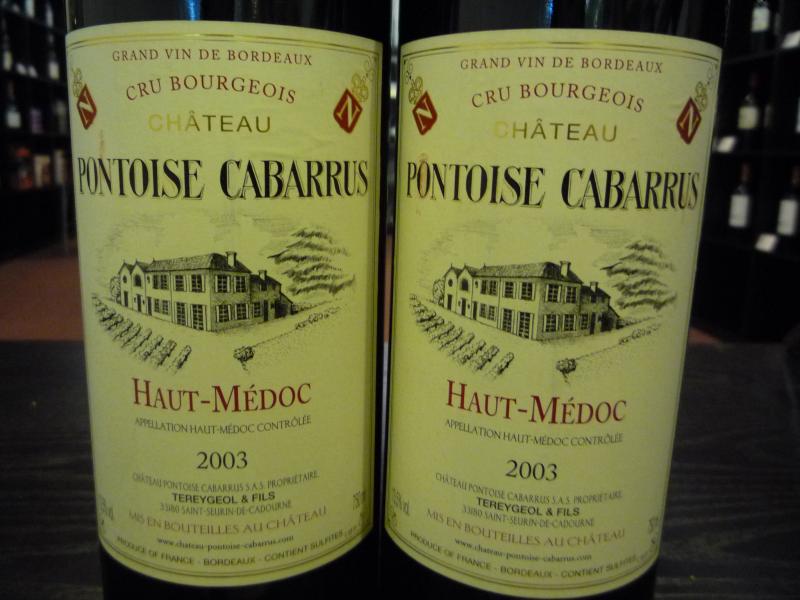 GRAND VIN DE BORDEAUX
CRU BOURGEOIS
CHÂTEAU
N N
PONTOISE CABARRUS
HAUT-MÉDOC
APPELLATION HAUT-MÉDOC CONTRÔLÉE
2003
CHÂTEAU PONTOISE CABARRUS S.A.S. PROPRIÉTAIRE
TEREYGEOL & FILS
33180 SAINT-SEURIN-DE-CADOURNE
750 ml
MIS EN BOUTEILLES AU CHÂTEAU
www.chateau-pontoise-cabarrus.com
PRODUCE OF FRANCE - BORDEAUX - CONTIENT SULFITES
GRAND VIN DE BORDEAUX
CRU BOURGEOIS
CHÂTEAU
N N
PONTOISE CABARRUS
HAUT-MÉDOC
APPELLATION HAUT-MÉDOC CONTRÔLÉE
2003
CHÂTEAU PONTOISE CABARRUS S.A.S. PROPRIÉTAIRE
TEREYGEOL & FILS
33180 SAINT-SEURIN-DE-CADOURNE
MIS EN BOUTEILLES AU CHÂTEAU
www.chateau-pontoise-cabarrus.com
PRODUCE OF FRANCE - BORDEAUX - CONTIENT SULFITES